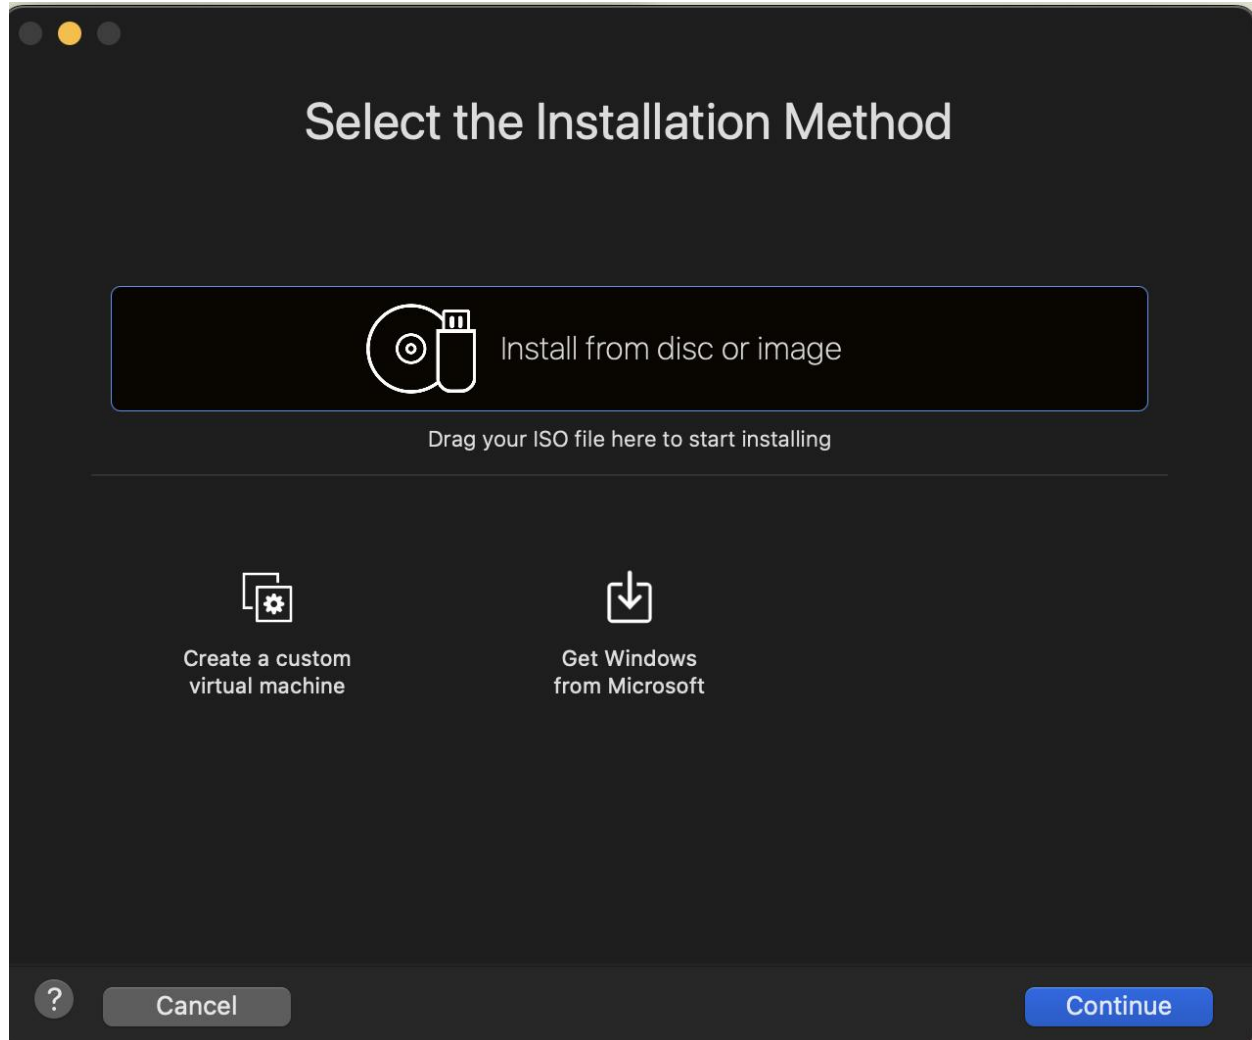 Select the Installation Method
Install from disc or image
Drag your ISO file here to start installing
Create a custom
virtual machine
Get Windows
from Microsoft
?
Cancel
Continue